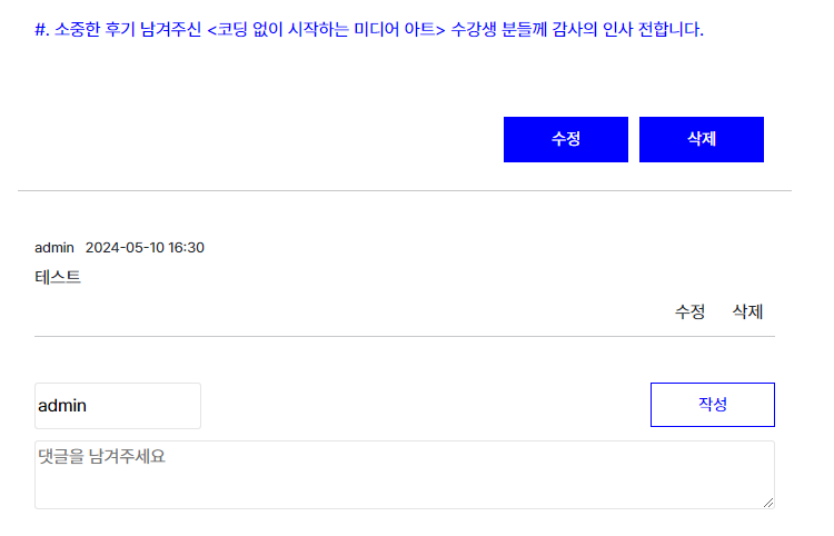 #. 소중한 후기 남겨주신 <코딩 없이 시작하는 미디어 아트> 수강생 분들께 감사의 인사 전합니다.
수정 삭제
admin 2024-05-10 16:30
테스트
수정 삭제
admin 작성
댓글을 남겨주세요